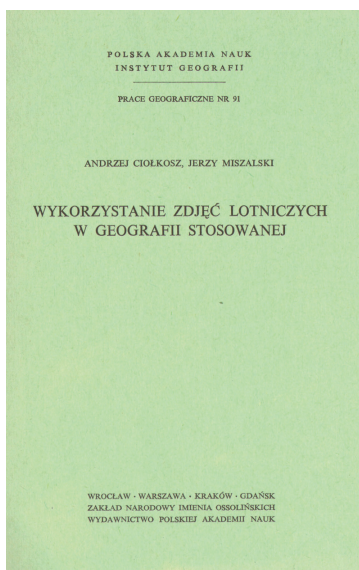 POLSKA AKADEMIA NAUK
INSTYTUT GEOGRAFII
PRACE GEOGRAFICZNE NR 91
ANDRZEJ CIOŁKOSZ, JERZY MISZALSKI
WYKORZYSTANIE ZDJĘĆ LOTNICZYCH
W GEOGRAFII STOSOWANEJ
WROCŁAW · WARSZAWA · KRAKÓW · GDAŃSK
ZAKŁAD NARODOWY IMIENIA OSSOLIŃSKICH
WYDAWNICTWO POLSKIEJ AKADEMII NAUK